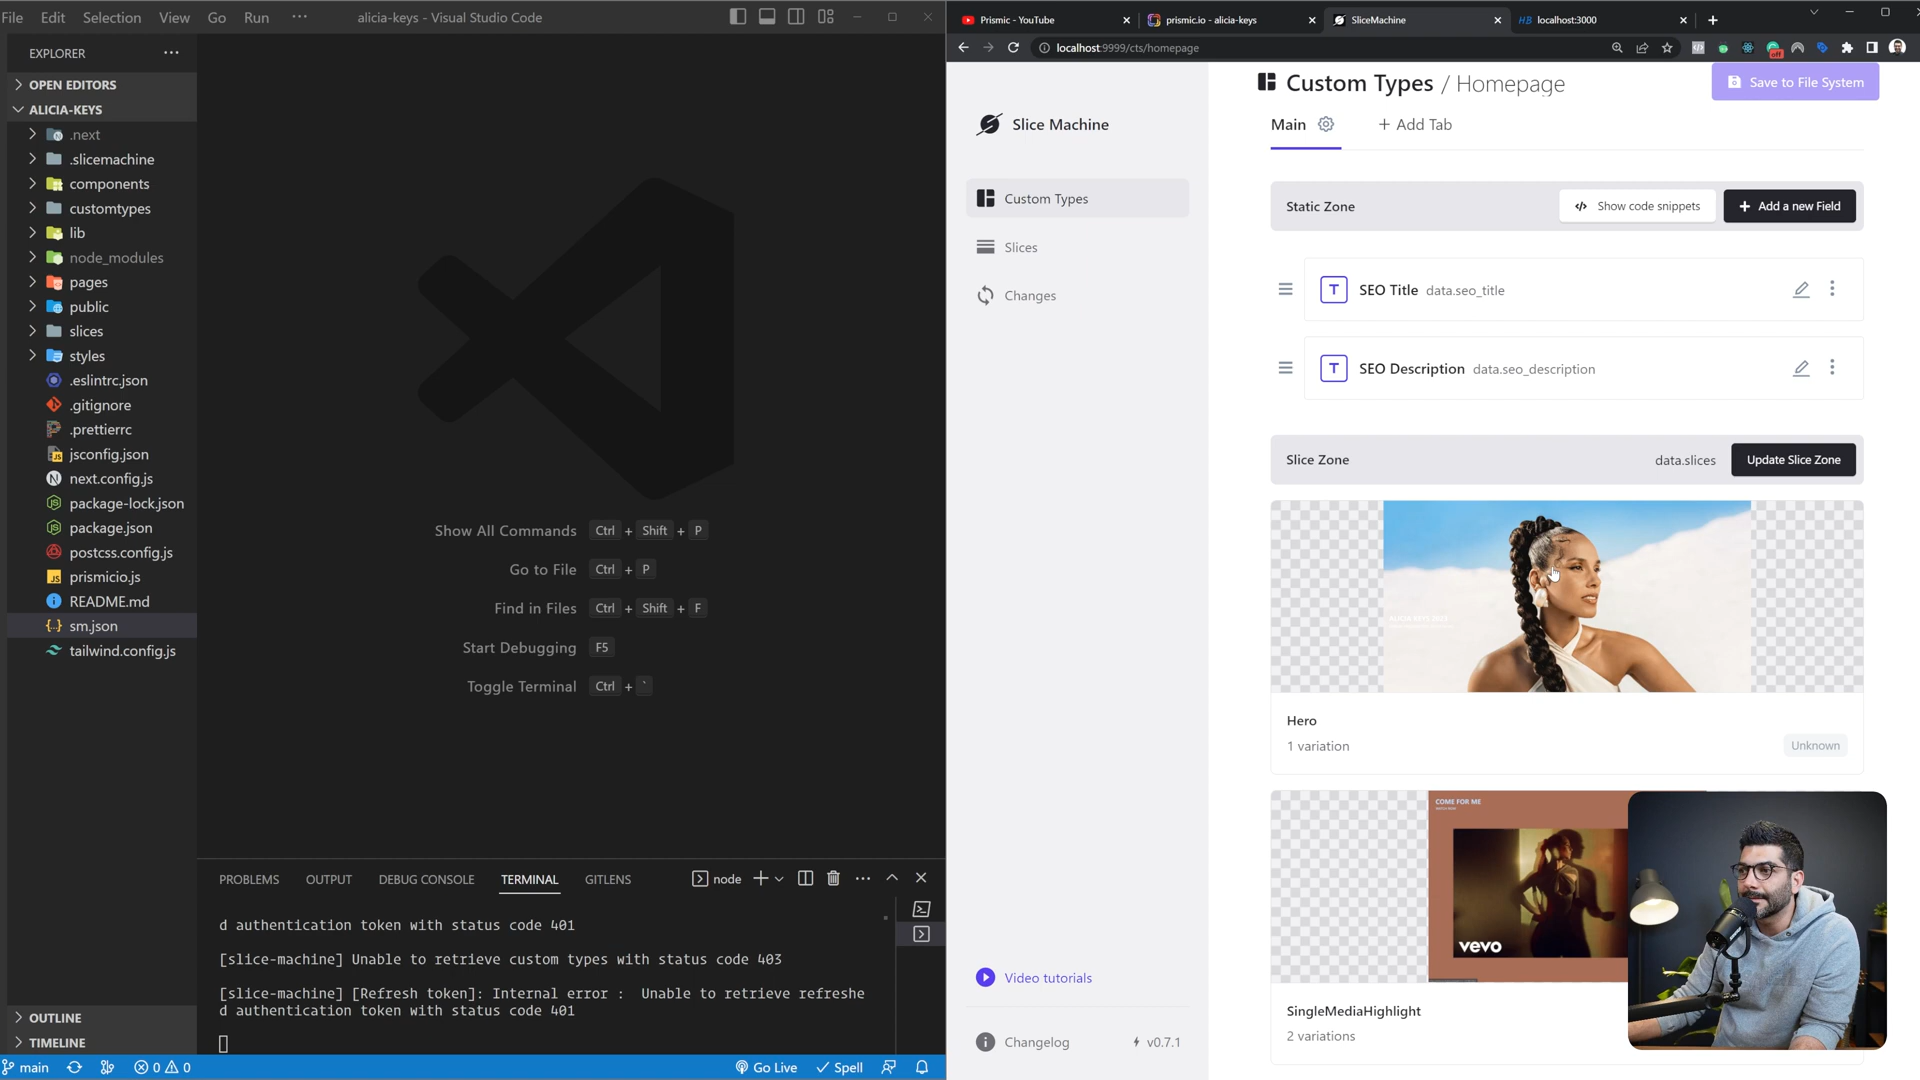 File Edit Selection View Go Run ··· alicia-keys - Visual Studio Code
EXPLORER ···
OPEN EDITORS
ALICIA-KEYS
.next
.slicemachine
components
customtypes
lib
node_modules
pages
public
slices
styles
.eslintrc.json
.gitignore
.prettierrc
jsconfig.json
next.config.js
package-lock.json
package.json
postcss.config.js
prismicio.js
README.md
sm.json
tailwind.config.js
OUTLINE
TIMELINE
Show All Commands Ctrl + Shift + P
Go to File Ctrl + P
Find in Files Ctrl + Shift + F
Start Debugging F5
Toggle Terminal Ctrl + `
PROBLEMS OUTPUT DEBUG CONSOLE TERMINAL GITLENS node
d authentication token with status code 401
[slice-machine] Unable to retrieve custom types with status code 403
[slice-machine] [Refresh token]: Internal error :  Unable to retrieve refreshe
d authentication token with status code 401
main 0 0 Go Live Spell
Prismic - YouTube prismic.io - alicia-keys SliceMachine HB localhost:3000
localhost:9999/cts/homepage off
Slice Machine
Custom Types
Slices
Changes
Video tutorials
Changelog v0.7.1
Custom Types / Homepage Save to File System
Main + Add Tab
Static Zone Show code snippets + Add a new Field
T SEO Title data.seo_title
T SEO Description data.seo_description
Slice Zone data.slices Update Slice Zone
ALICIA KEYS 2023
Hero
1 variation Unknown
COME FOR ME
vevo
SingleMediaHighlight
2 variations